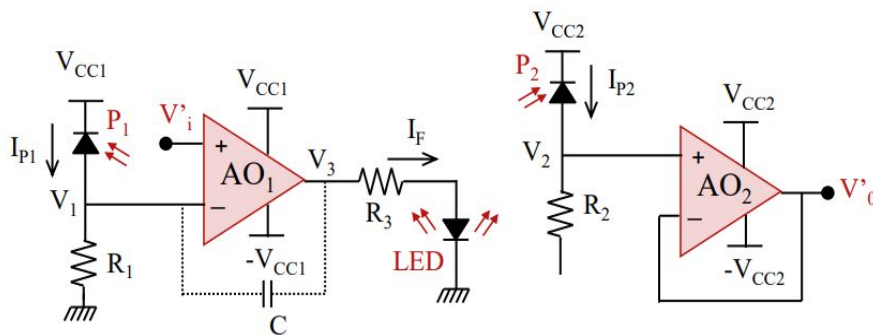 V_CC1
I_P1
P_1
V_1
R_1
V'_i
V_CC1
+
AO_1
−
-V_CC1
C
V_3
I_F
R_3
LED
V_CC2
P_2
I_P2
V_2
R_2
V_CC2
+
AO_2
−
-V_CC2
V'_0